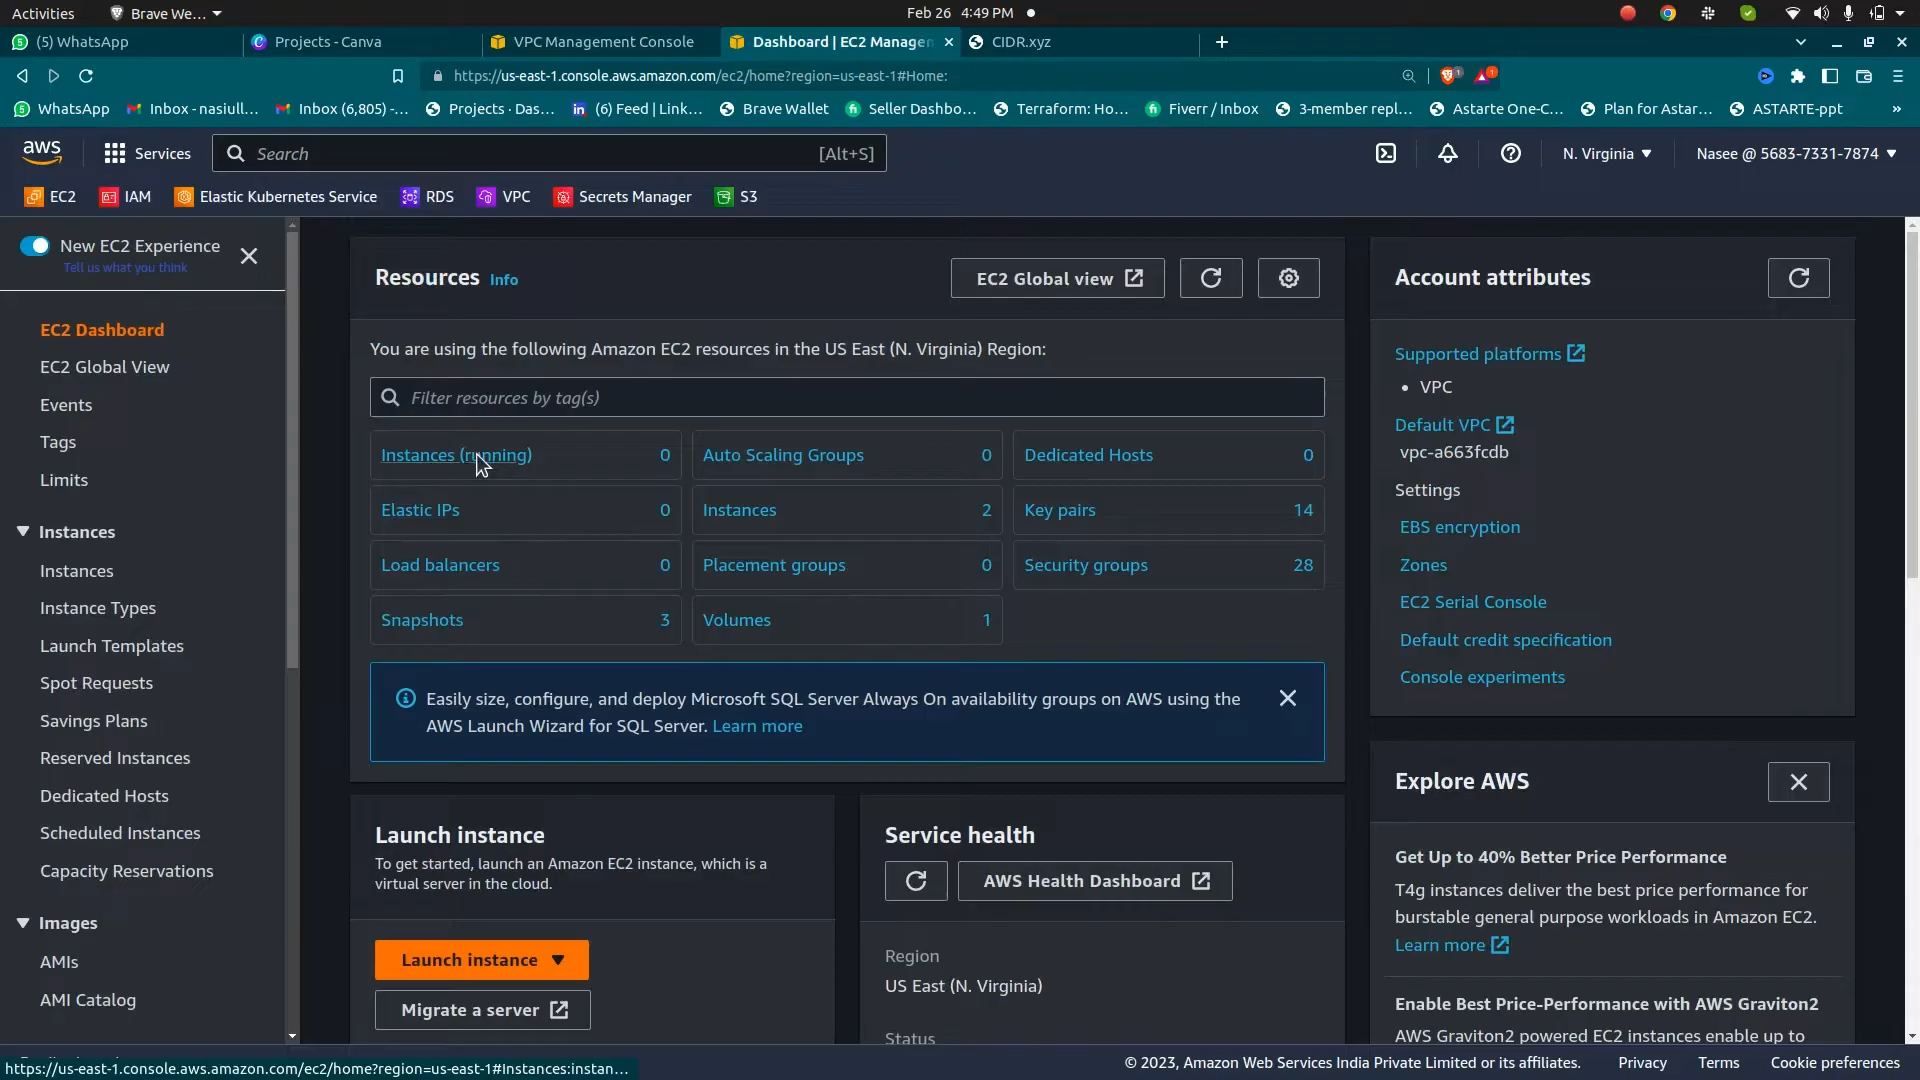 Activities
Brave We...
Feb 26 4:49 PM
(5) WhatsApp
Projects - Canva
VPC Management Console
Dashboard | EC2 Manage
CIDR.xyz
https://us-east-1.console.aws.amazon.com/ec2/home?region=us-east-1#Home:
1
1
WhatsApp
Inbox - nasiull...
Inbox (6,805) -...
Projects · Das...
(6) Feed | Link...
Brave Wallet
Seller Dashbo...
Terraform: Ho...
Fiverr / Inbox
3-member repl...
Astarte One-C...
Plan for Astar...
ASTARTE-ppt
»
aws
Services
Search
[Alt+S]
N. Virginia
Nasee @ 5683-7331-7874
EC2
IAM
Elastic Kubernetes Service
RDS
VPC
Secrets Manager
S3
New EC2 Experience
Tell us what you think
EC2 Dashboard
EC2 Global View
Events
Tags
Limits
Instances
Instances
Instance Types
Launch Templates
Spot Requests
Savings Plans
Reserved Instances
Dedicated Hosts
Scheduled Instances
Capacity Reservations
Images
AMIs
AMI Catalog
Resources Info
EC2 Global view
You are using the following Amazon EC2 resources in the US East (N. Virginia) Region:
Filter resources by tag(s)
Instances (running) 0
Auto Scaling Groups 0
Dedicated Hosts 0
Elastic IPs 0
Instances 2
Key pairs 14
Load balancers 0
Placement groups 0
Security groups 28
Snapshots 3
Volumes 1
Easily size, configure, and deploy Microsoft SQL Server Always On availability groups on AWS using the
AWS Launch Wizard for SQL Server. Learn more
Launch instance
To get started, launch an Amazon EC2 instance, which is a
virtual server in the cloud.
Launch instance
Migrate a server
Service health
AWS Health Dashboard
Region
US East (N. Virginia)
Status
Account attributes
Supported platforms
• VPC
Default VPC
vpc-a663fcdb
Settings
EBS encryption
Zones
EC2 Serial Console
Default credit specification
Console experiments
Explore AWS
Get Up to 40% Better Price Performance
T4g instances deliver the best price performance for
burstable general purpose workloads in Amazon EC2.
Learn more
Enable Best Price-Performance with AWS Graviton2
AWS Graviton2 powered EC2 instances enable up to
https://us-east-1.console.aws.amazon.com/ec2/home?region=us-east-1#Instances:instan...
© 2023, Amazon Web Services India Private Limited or its affiliates.
Privacy
Terms
Cookie preferences